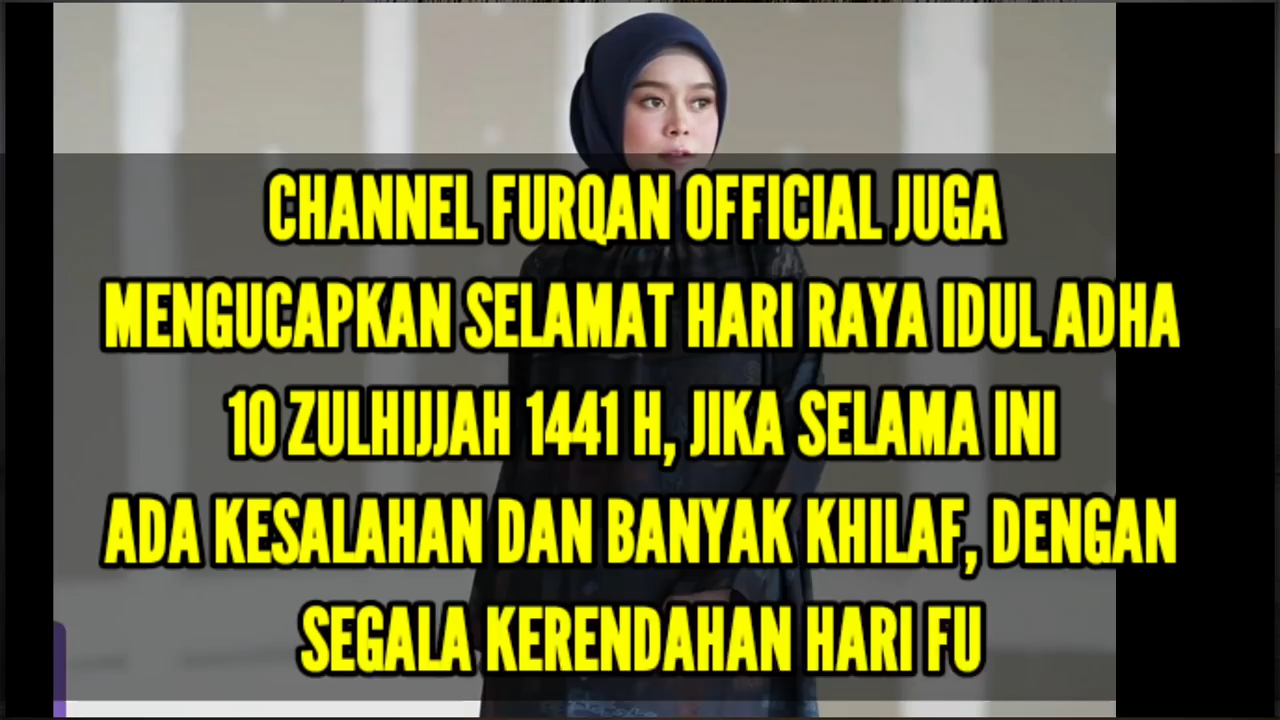 CHANNEL FURQAN OFFICIAL JUGA
MENGUCAPKAN SELAMAT HARI RAYA IDUL ADHA
10 ZULHIJJAH 1441 H, JIKA SELAMA INI
ADA KESALAHAN DAN BANYAK KHILAF, DENGAN
SEGALA KERENDAHAN HARI FU